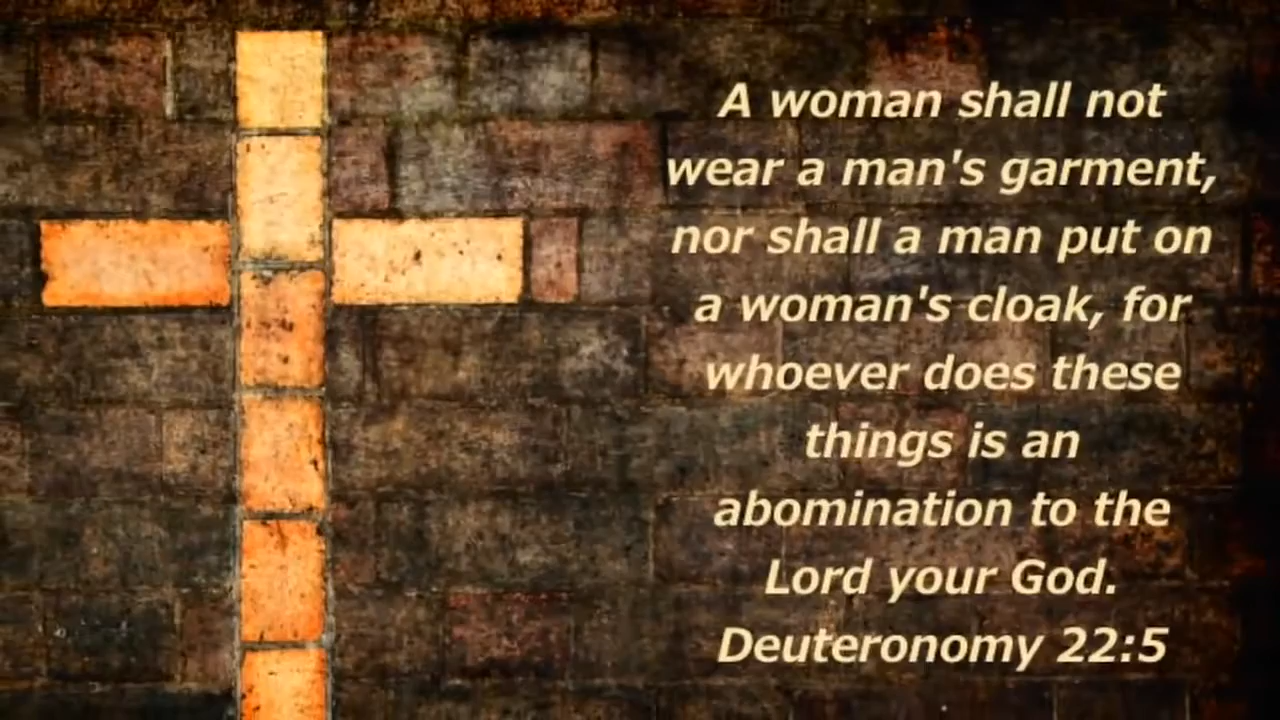 A woman shall not
wear a man's garment,
nor shall a man put on
a woman's cloak, for
whoever does these
things is an
abomination to the
Lord your God.
Deuteronomy 22:5